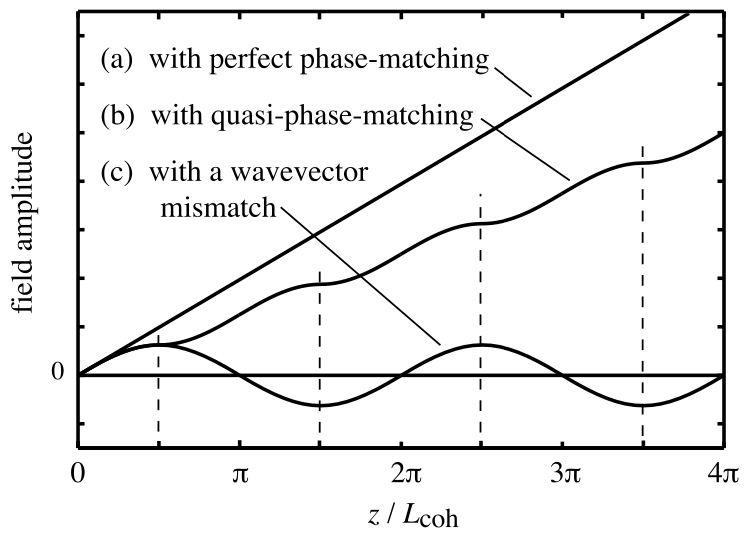 (a) with perfect phase-matching
(b) with quasi-phase-matching
(c) with a wavevector
mismatch
field amplitude
0
0 π 2π 3π 4π
z / Lcoh